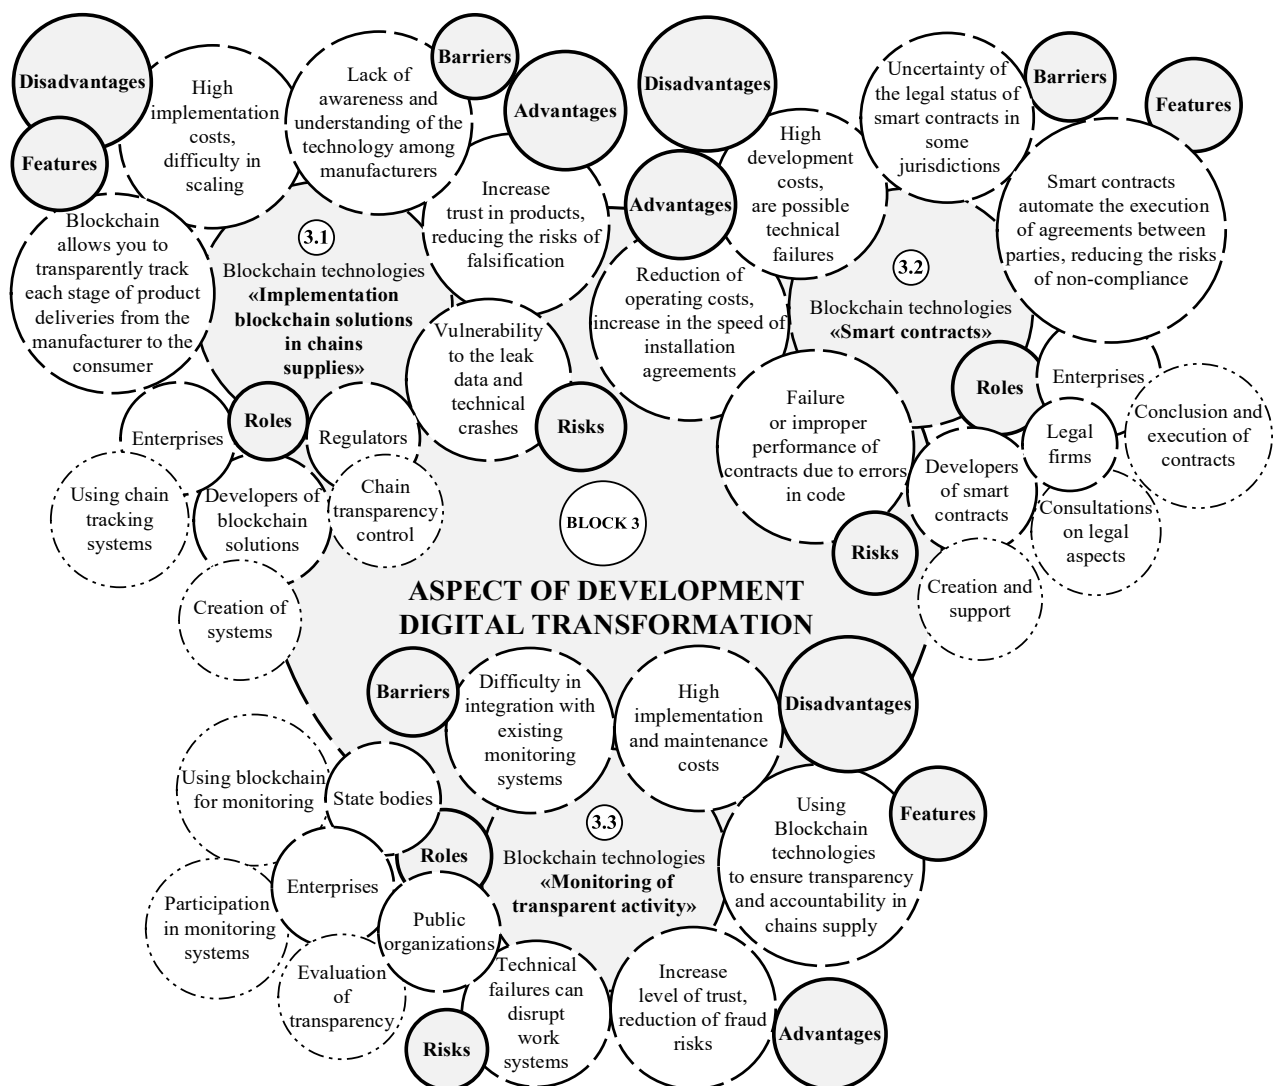 Disadvantages
High
implementation
costs,
difficulty in
scaling
Lack of
awareness and
understanding of the
technology among
manufacturers
Barriers
Advantages
Features
Blockchain
allows you to
transparently track
each stage of product
deliveries from the
manufacturer to the
consumer
3.1
Blockchain technologies
«Implementation
blockchain solutions
in chains
supplies»
Increase
trust in products,
reducing the risks of
falsification
Vulnerability
to the leak
data and
technical
crashes
Risks
Roles
Enterprises
Regulators
Using chain
tracking
systems
Developers of
blockchain
solutions
Chain
transparency
control
Creation of
systems
Disadvantages
High
development
costs,
are possible
technical
failures
Uncertainty of
the legal status of
smart contracts in
some
jurisdictions
Barriers
Features
Smart contracts
automate the execution
of agreements between
parties, reducing the risks
of non-compliance
Advantages
Reduction of
operating costs,
increase in the speed of
installation
agreements
3.2
Blockchain technologies
«Smart contracts»
Failure
or improper
performance of
contracts due to errors
in code
Risks
Roles
Enterprises
Legal
firms
Conclusion and
execution of
contracts
Developers
of smart
contracts
Consultations
on legal
aspects
Creation and
support
BLOCK 3
ASPECT OF DEVELOPMENT
DIGITAL TRANSFORMATION
Barriers
Difficulty in
integration with
existing
monitoring
systems
High
implementation
and maintenance
costs
Disadvantages
Using
Blockchain
technologies
to ensure transparency
and accountability in
chains supply
Features
3.3
Blockchain technologies
«Monitoring of
transparent activity»
Using blockchain
for monitoring
State bodies
Roles
Enterprises
Participation
in monitoring
systems
Public
organizations
Evaluation
of
transparency
Technical
failures can
disrupt
work
systems
Risks
Increase
level of trust,
reduction of fraud
risks
Advantages